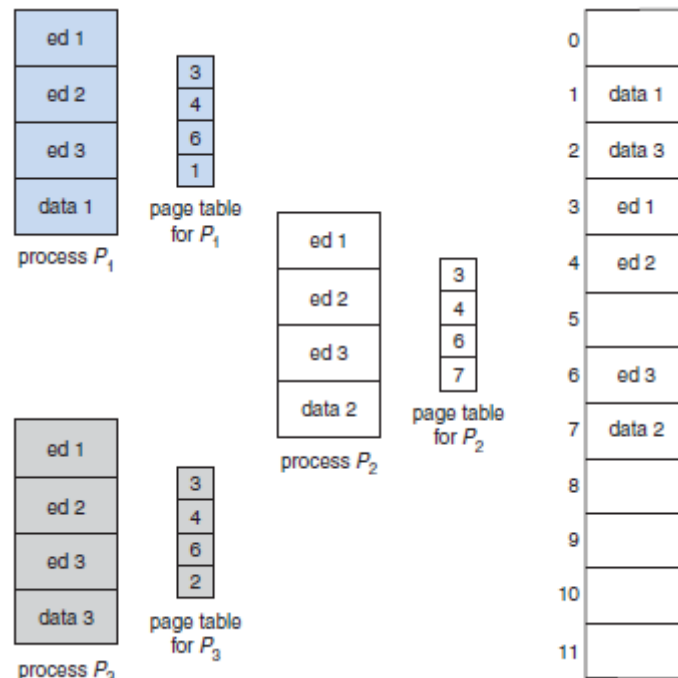 ed 1
ed 2
ed 3
data 1
process P1
3
4
6
1
page table
for P1
ed 1
ed 2
ed 3
data 2
process P2
3
4
6
7
page table
for P2
ed 1
ed 2
ed 3
data 3
process P3
3
4
6
2
page table
for P3
0
1 data 1
2 data 3
3 ed 1
4 ed 2
5
6 ed 3
7 data 2
8
9
10
11